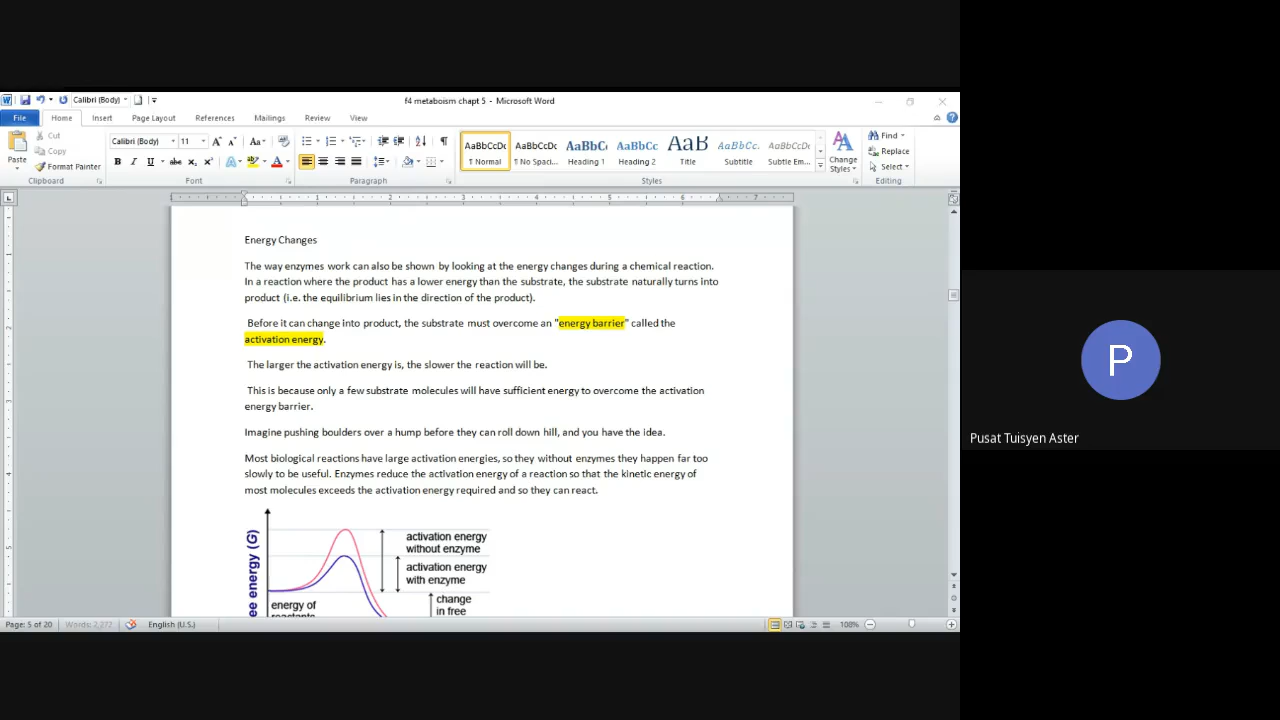 f4 metaboism chapt 5 - Microsoft Word
Calibri (Body)
File Home Insert Page Layout References Mailings Review View
Paste
Cut
Copy
Format Painter
Clipboard
Calibri (Body) 11
Font
Paragraph
AaBbCcDc AaBbCcDc AaBbC AaBbCc AaB AaBbCc. AaBbCcDc
¶ Normal ¶ No Spaci... Heading 1 Heading 2 Title Subtitle Subtle Em...
Change
Styles
Styles
Find
Replace
Select
Editing
Energy Changes
The way enzymes work can also be shown by looking at the energy changes during a chemical reaction.
In a reaction where the product has a lower energy than the substrate, the substrate naturally turns into
product (i.e. the equilibrium lies in the direction of the product).
Before it can change into product, the substrate must overcome an "energy barrier" called the
activation energy.
The larger the activation energy is, the slower the reaction will be.
This is because only a few substrate molecules will have sufficient energy to overcome the activation
energy barrier.
Imagine pushing boulders over a hump before they can roll down hill, and you have the idea.
Most biological reactions have large activation energies, so they without enzymes they happen far too
slowly to be useful. Enzymes reduce the activation energy of a reaction so that the kinetic energy of
most molecules exceeds the activation energy required and so they can react.
ee energy (G)
activation energy
without enzyme
activation energy
with enzyme
energy of
reactants
change
in free
Page: 5 of 20 Words: 2,277 English (U.S.) 108%
P
Pusat Tuisyen Aster